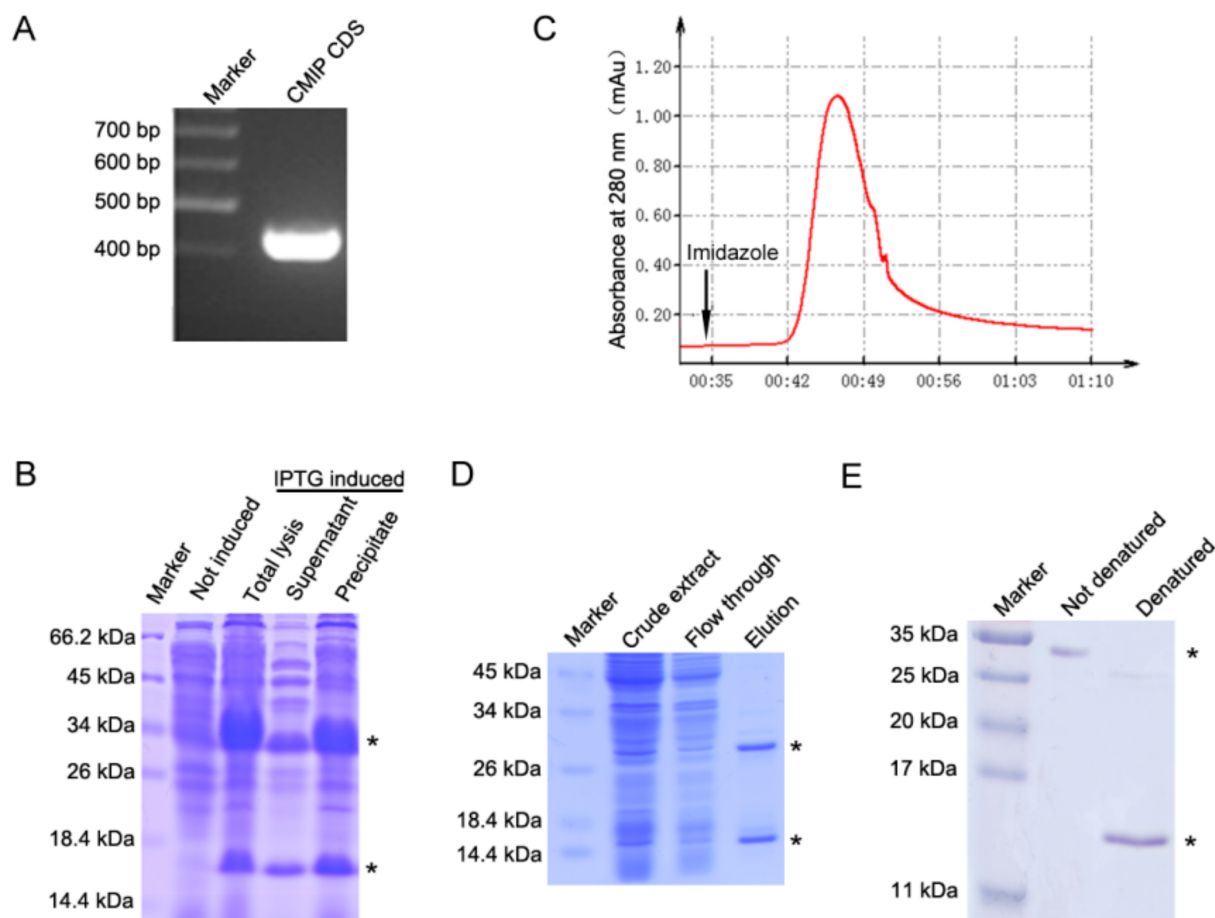 A
Marker
CMIP CDS
700 bp
600 bp
500 bp
400 bp
C
Absorbance at 280 nm (mAu)
1.20
1.00
0.80
0.60
0.40
0.20
Imidazole
00:35 00:42 00:49 00:56 01:03 01:10
B
IPTG induced
Marker
Not induced
Total lysis
Supernatant
Precipitate
66.2 kDa
45 kDa
34 kDa *
26 kDa
18.4 kDa
*
14.4 kDa
D
Marker
Crude extract
Flow through
Elution
45 kDa
34 kDa
*
26 kDa
18.4 kDa
*
14.4 kDa
E
Marker
Not denatured
Denatured
35 kDa
*
25 kDa
20 kDa
17 kDa
*
11 kDa